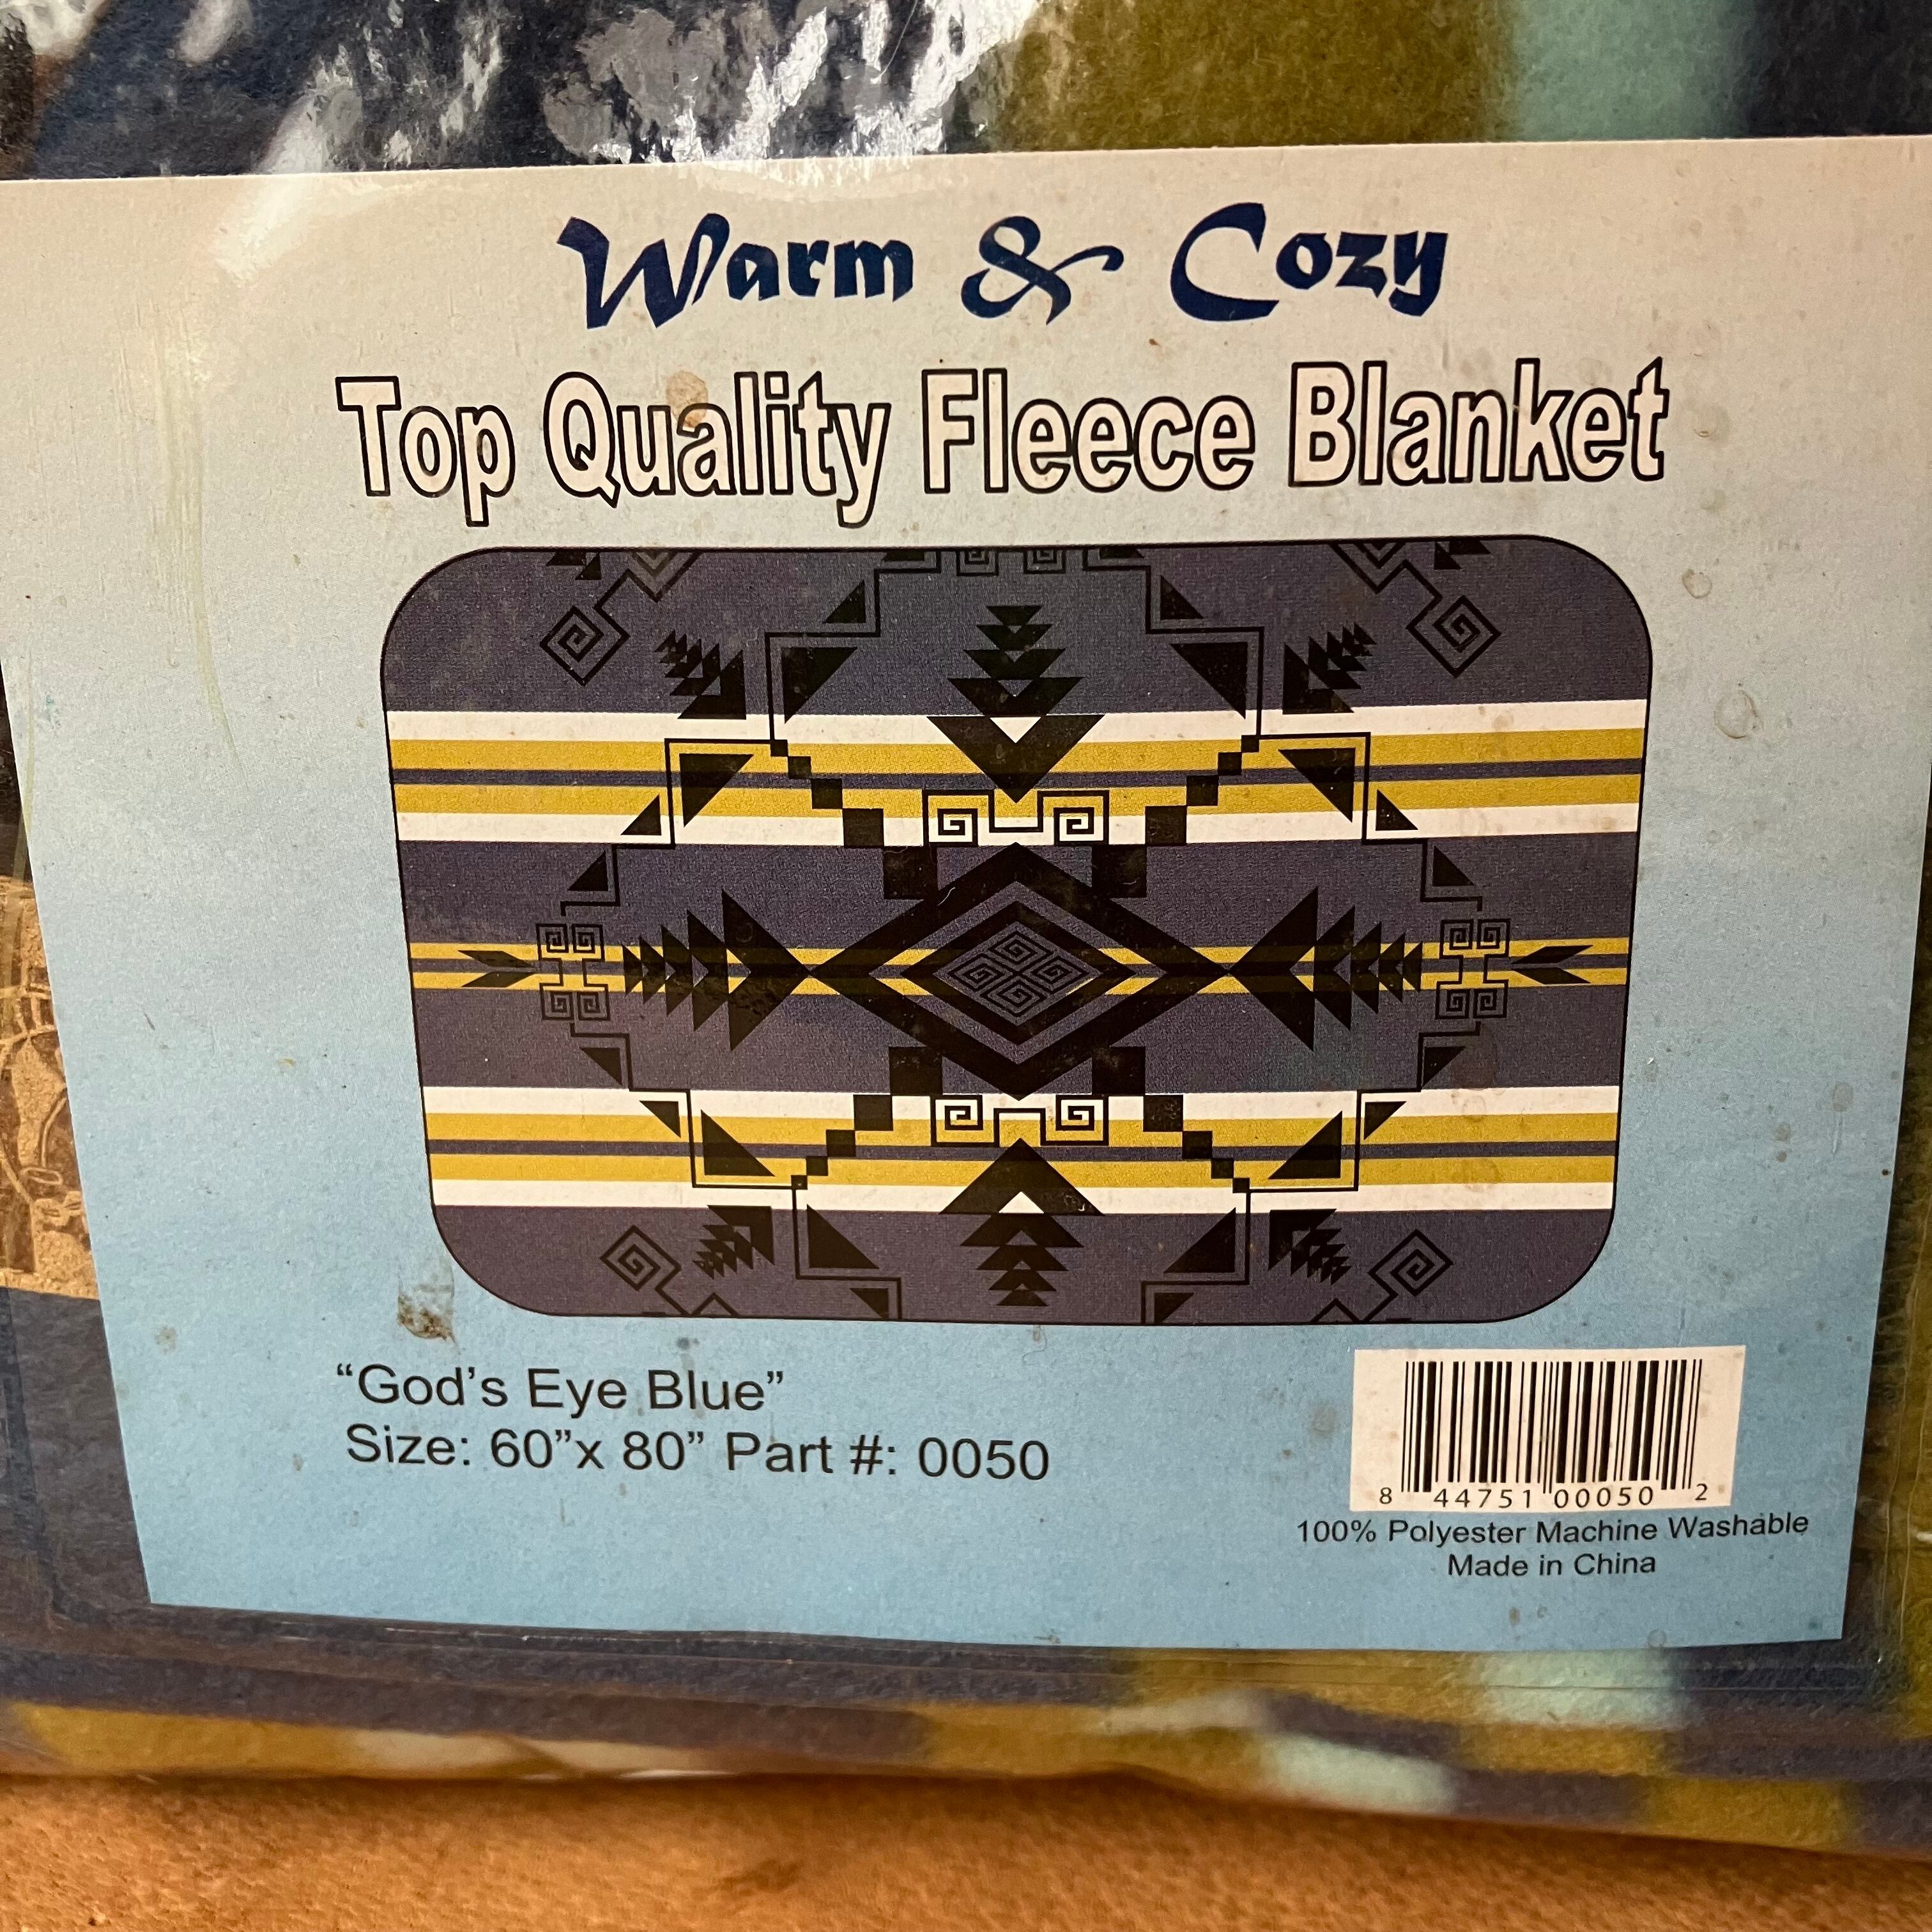 Warm & Cozy
Top Quality Fleece Blanket
“God’s Eye Blue”
Size: 60”x 80” Part #: 0050
8 44751 00050 2
100% Polyester Machine Washable
Made in China